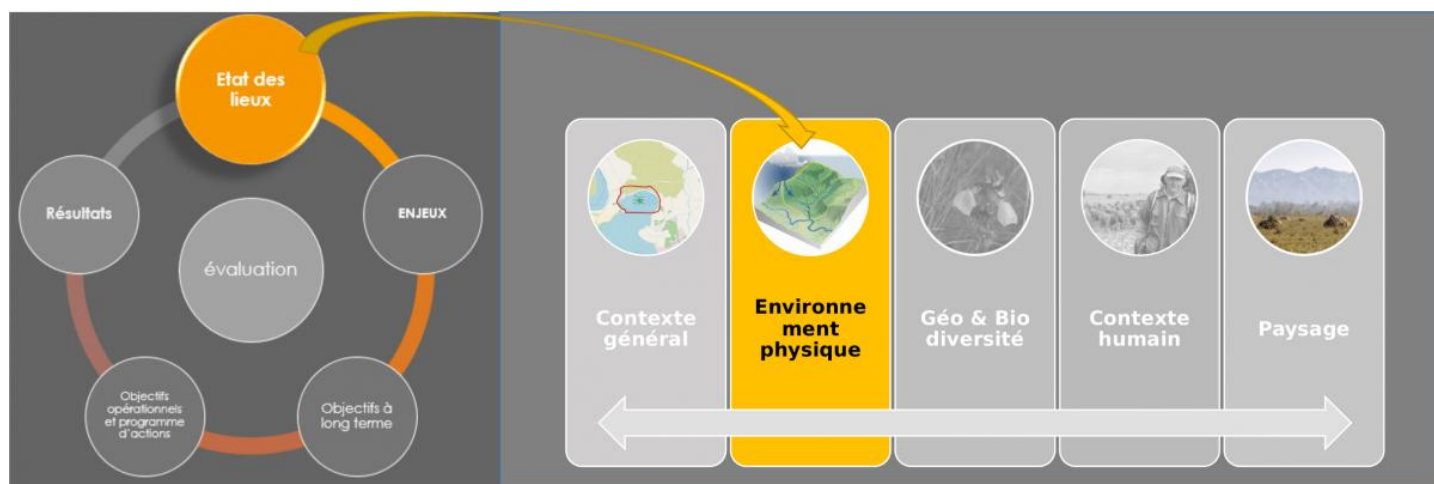 Etat des
lieux
Résultats
ENJEUX
évaluation
Objectifs
opérationnels
et programme
d'actions
Objectifs à
long terme
Contexte
général
Environne
ment
physique
Géo & Bio
diversité
Contexte
humain
Paysage